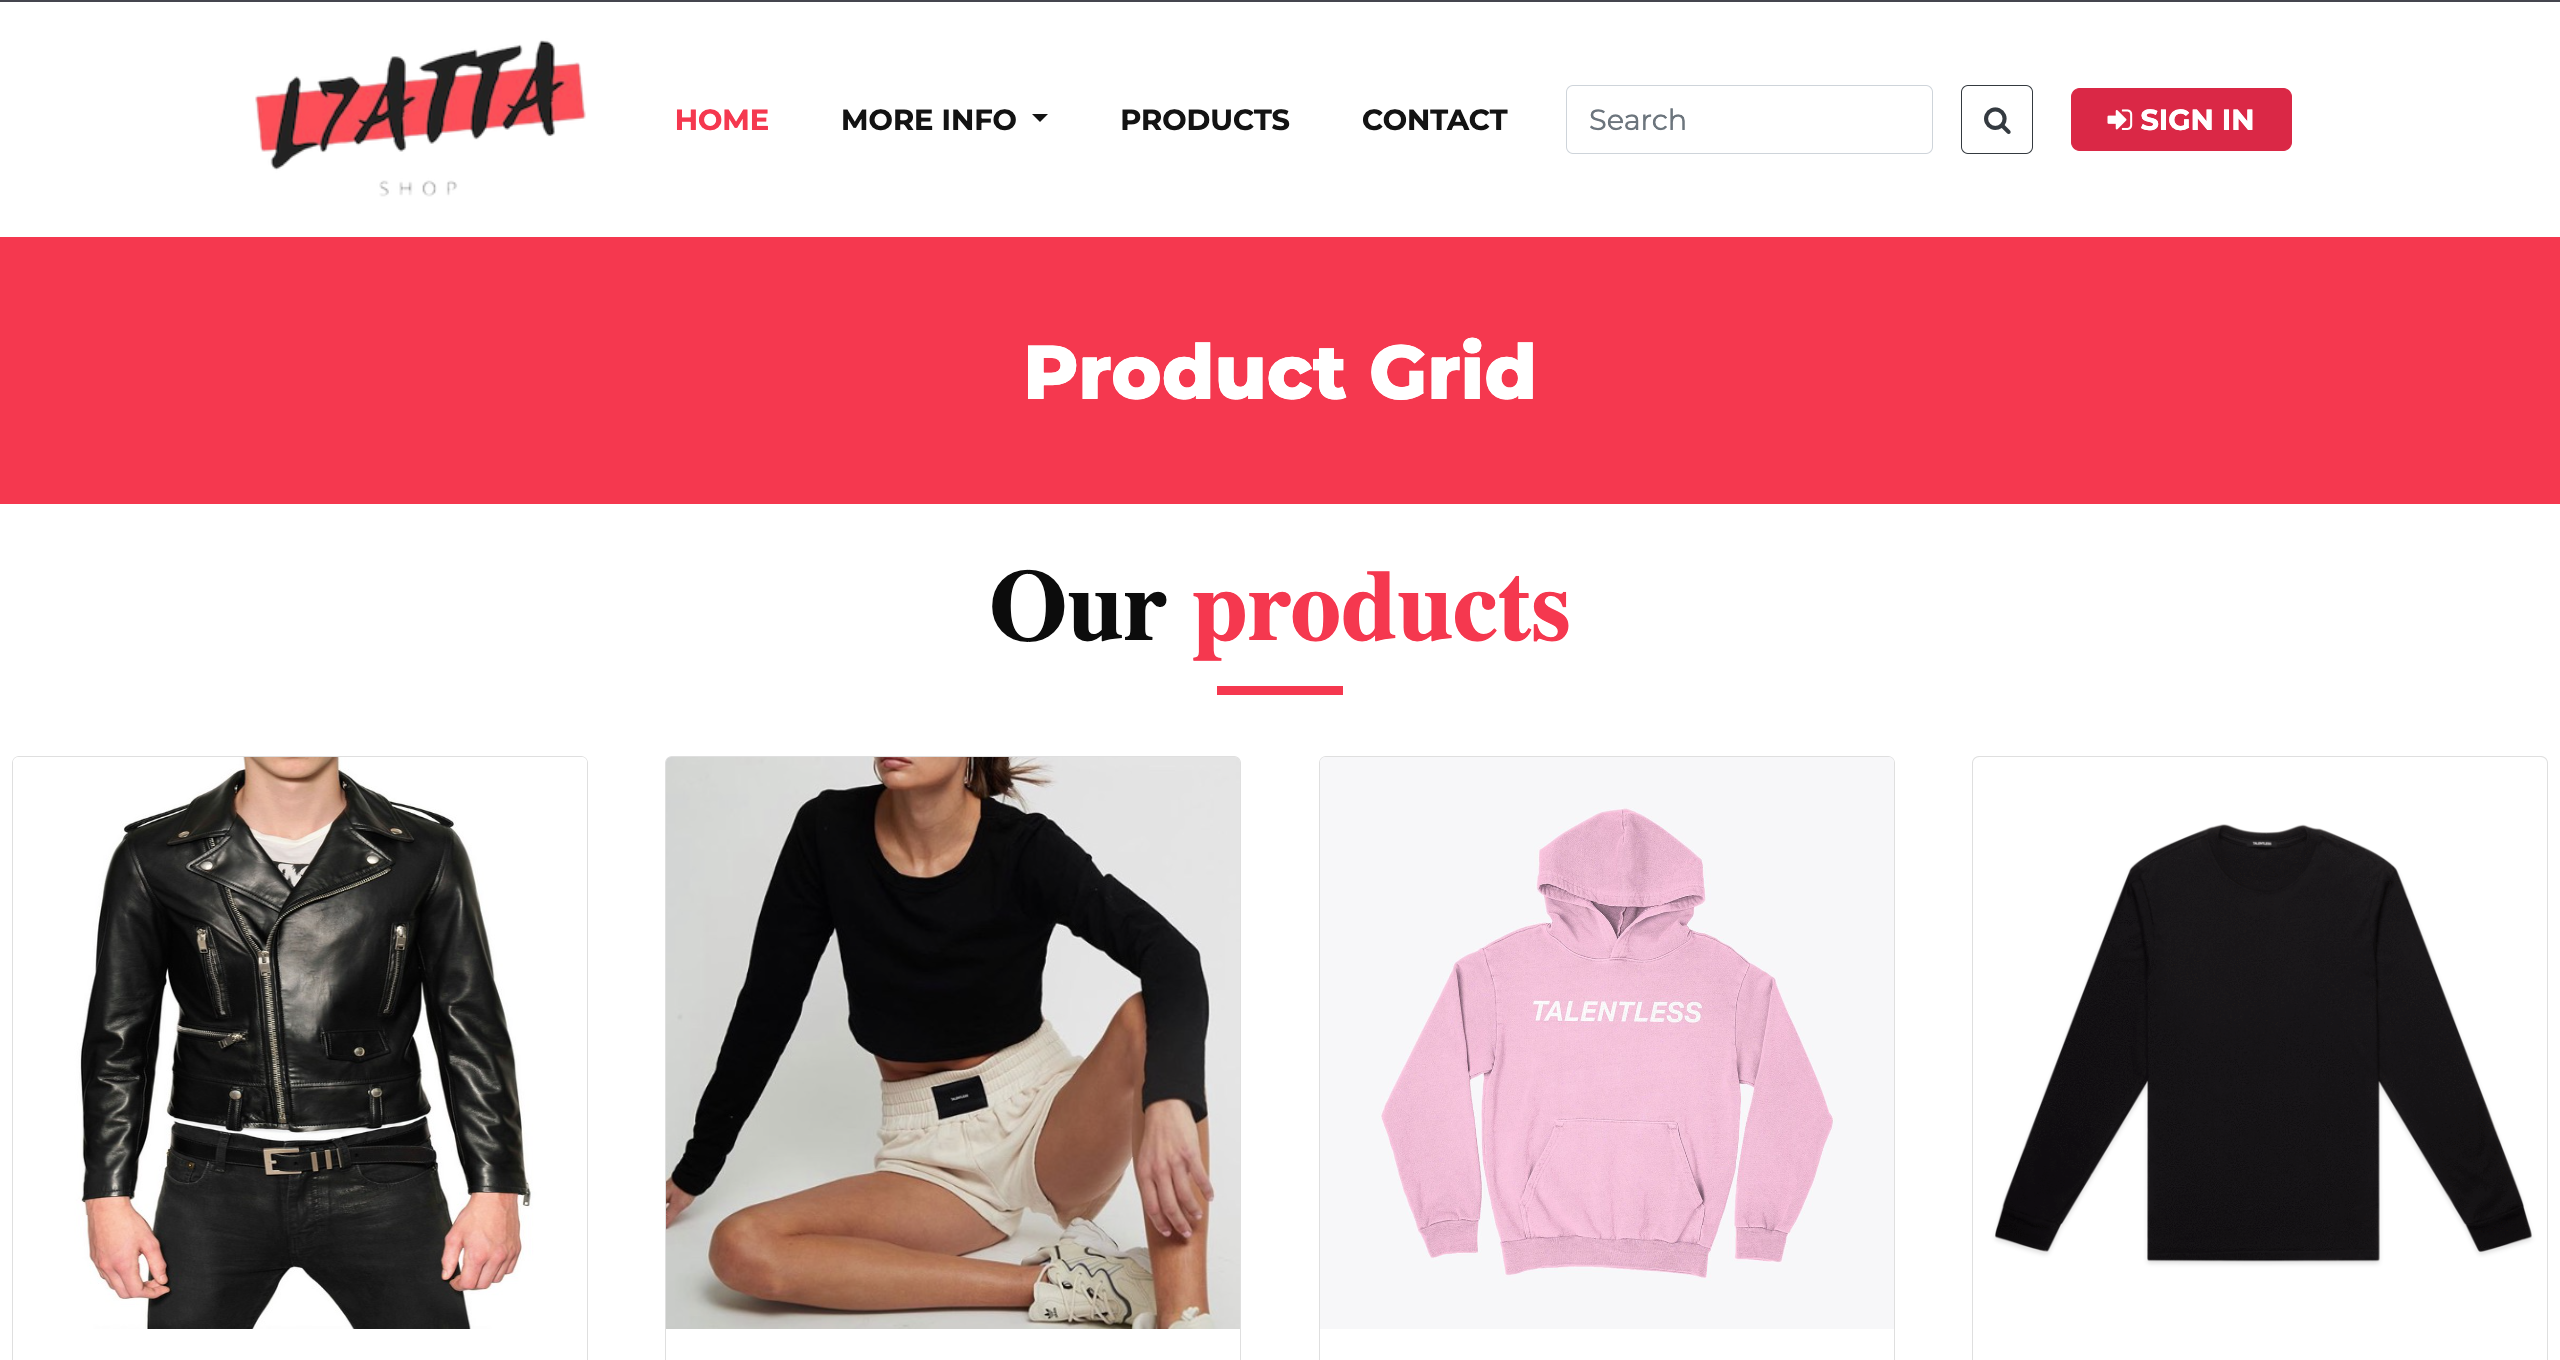 L7ATTA
SHOP
HOME MORE INFO PRODUCTS CONTACT Search SIGN IN
Product Grid
Our products
TALENTLESS